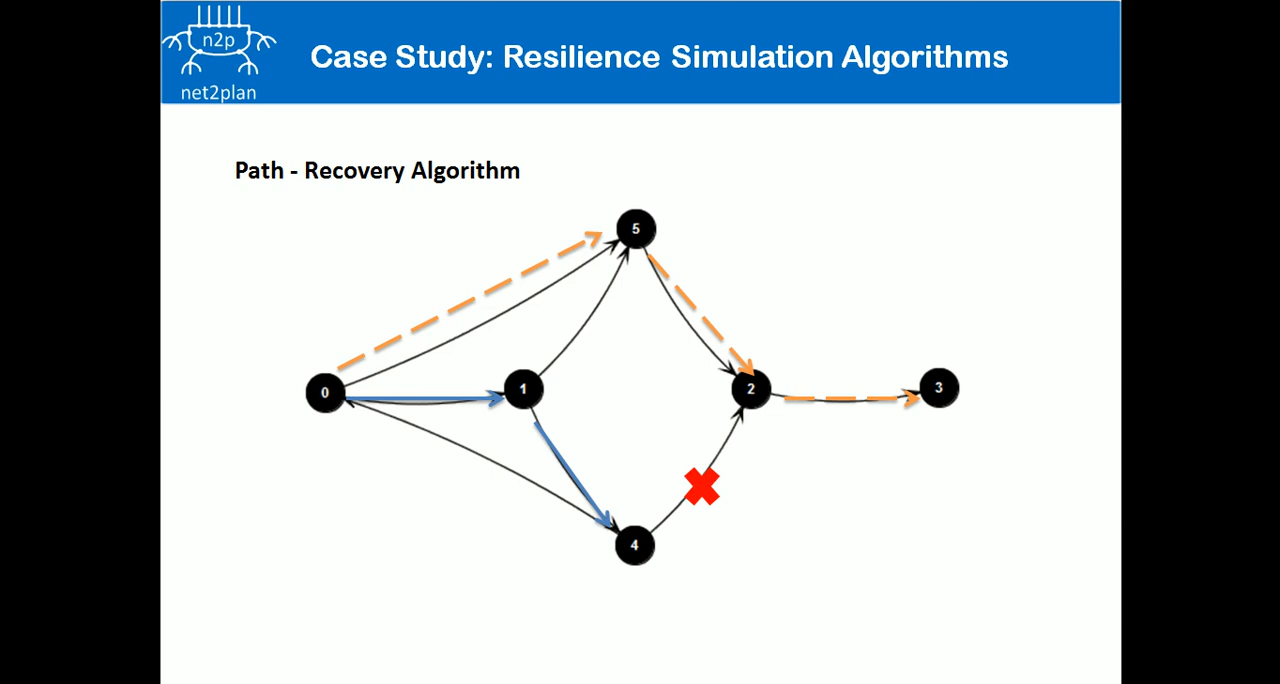 n2p
net2plan
Case Study: Resilience Simulation Algorithms
Path - Recovery Algorithm
5
0
1
2
3
4